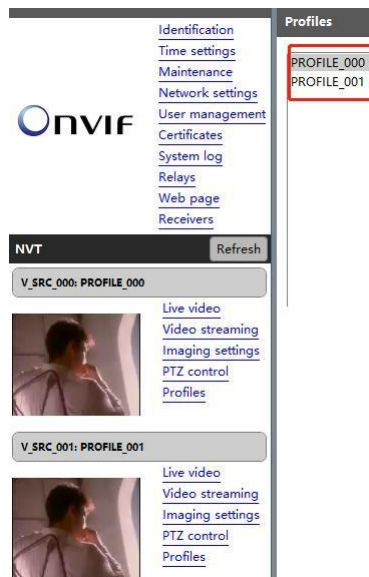 Identification
Time settings
Maintenance
Network settings
User management
Certificates
System log
Relays
Web page
Receivers
ONVIF
NVT
Refresh
V_SRC_000: PROFILE_000
Live video
Video streaming
Imaging settings
PTZ control
Profiles
V_SRC_001: PROFILE_001
Live video
Video streaming
Imaging settings
PTZ control
Profiles
Profiles
PROFILE_000
PROFILE_001